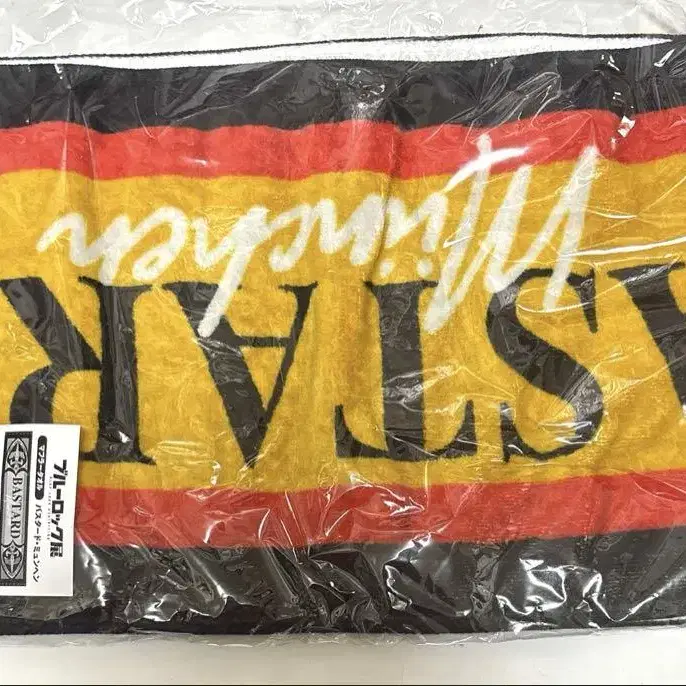 ASTAR
München
ブルーロック展
マフラータオル
バスタード・ミュンヘン
BASTARD